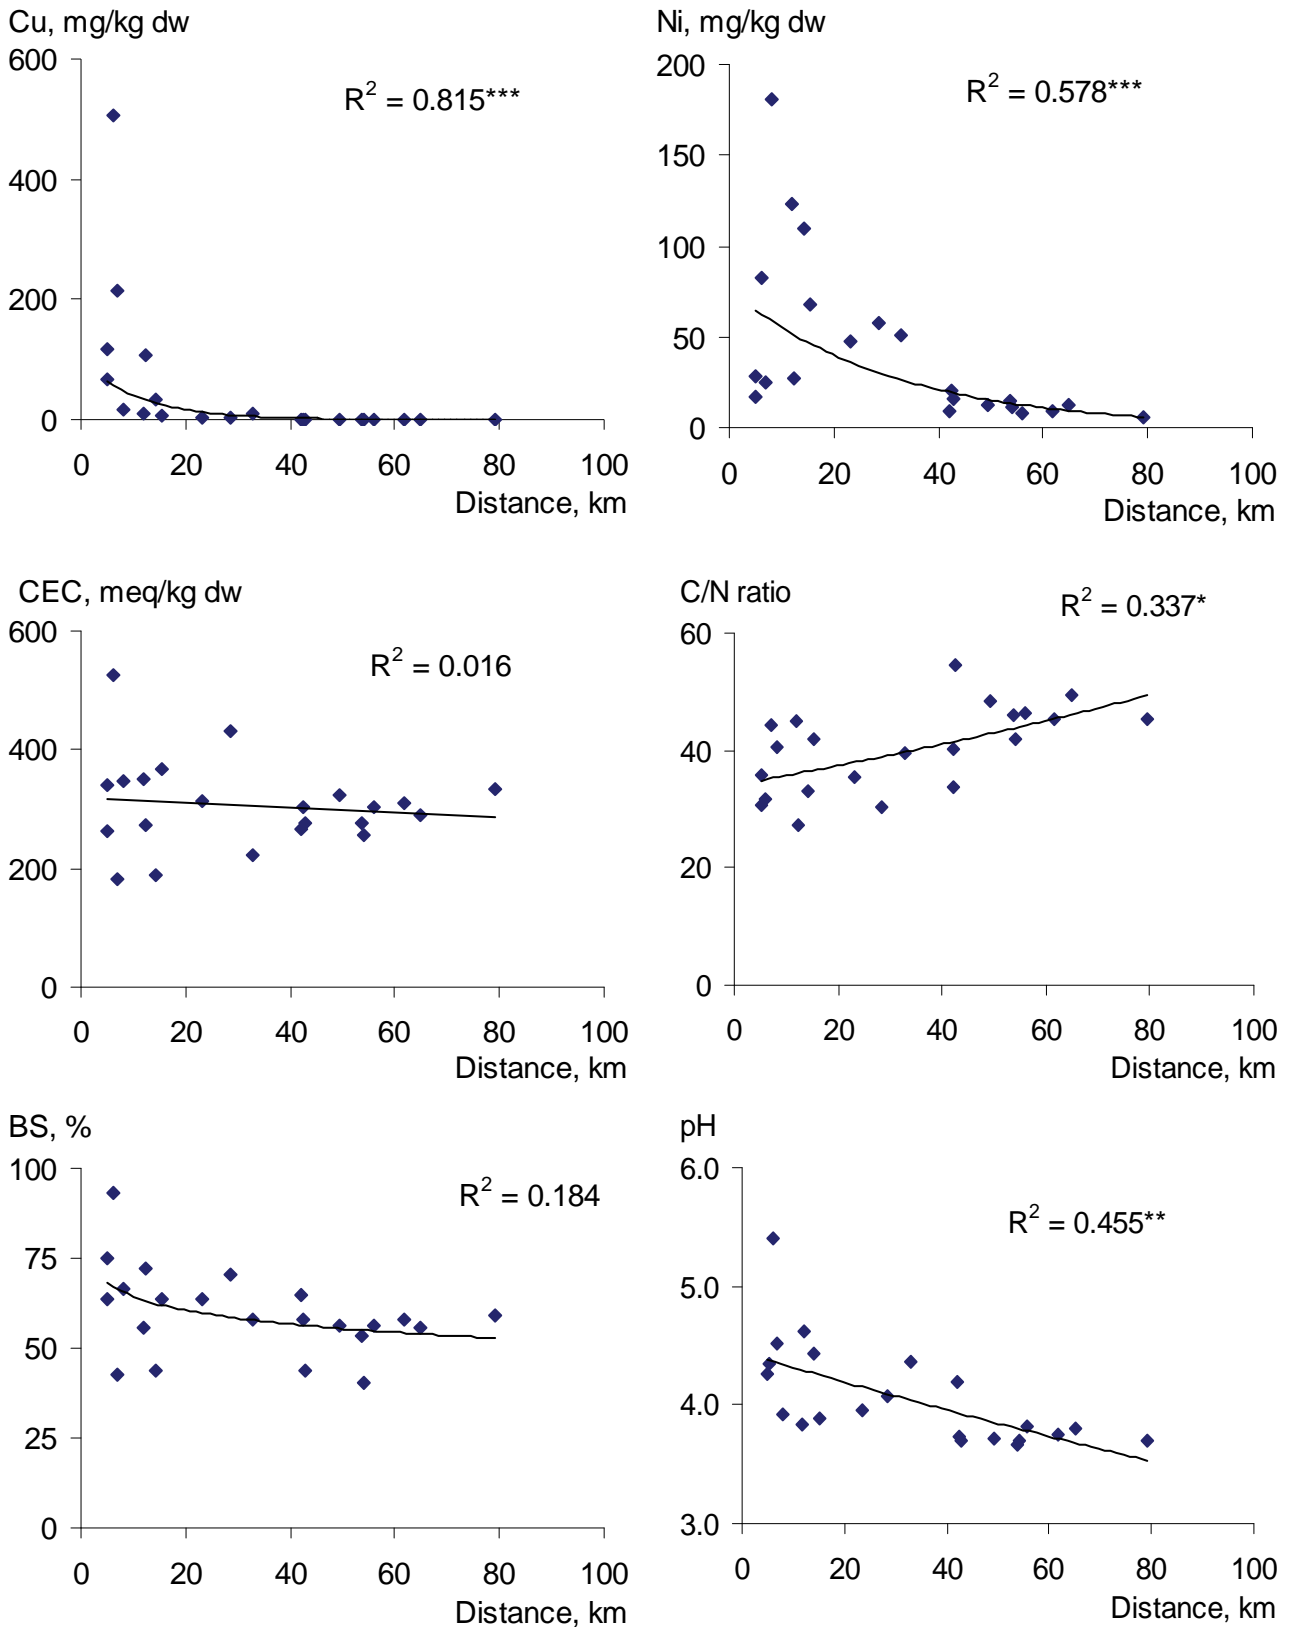 Cu, mg/kg dw
600
400
200
0
R² = 0.815***
0 20 40 60 80 100
Distance, km
Ni, mg/kg dw
200
150
100
50
0
R² = 0.578***
0 20 40 60 80 100
Distance, km
CEC, meq/kg dw
600
400
200
0
R² = 0.016
0 20 40 60 80 100
Distance, km
C/N ratio
60
40
20
0
R² = 0.337*
0 20 40 60 80 100
Distance, km
BS, %
100
75
50
25
0
R² = 0.184
0 20 40 60 80 100
Distance, km
pH
6.0
5.0
4.0
3.0
R² = 0.455**
0 20 40 60 80 100
Distance, km